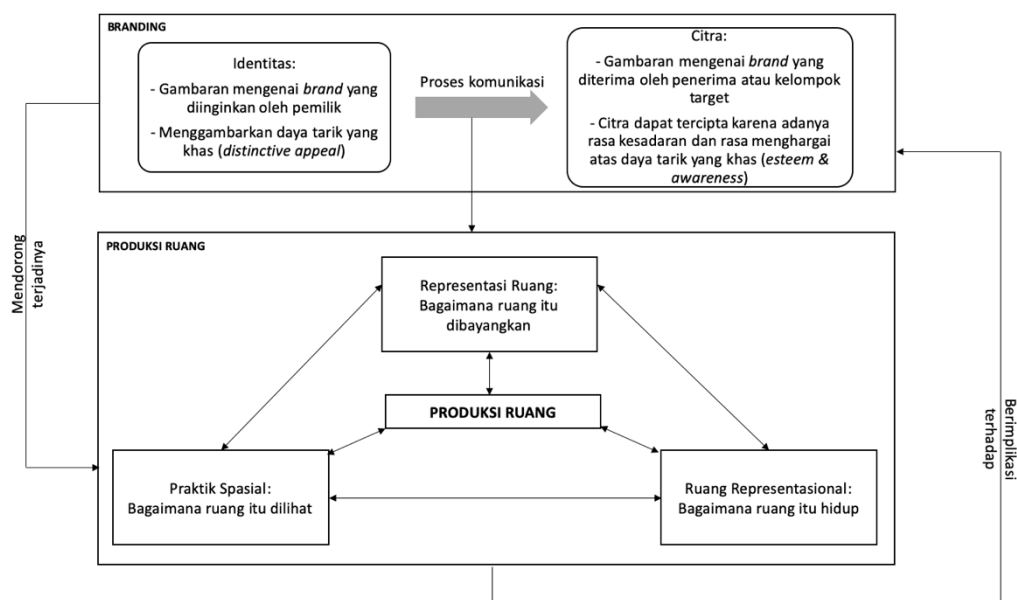 BRANDING
Identitas:
- Gambaran mengenai brand yang
diinginkan oleh pemilik
- Menggambarkan daya tarik yang
khas (distinctive appeal)
Proses komunikasi
Citra:
- Gambaran mengenai brand yang
diterima oleh penerima atau kelompok
target
- Citra dapat tercipta karena adanya
rasa kesadaran dan rasa menghargai
atas daya tarik yang khas (esteem &
awareness)
Mendorong
terjadinya
PRODUKSI RUANG
Representasi Ruang:
Bagaimana ruang itu
dibayangkan
PRODUKSI RUANG
Praktik Spasial:
Bagaimana ruang itu dilihat
Ruang Representasional:
Bagaimana ruang itu hidup
Berimplikasi
terhadap